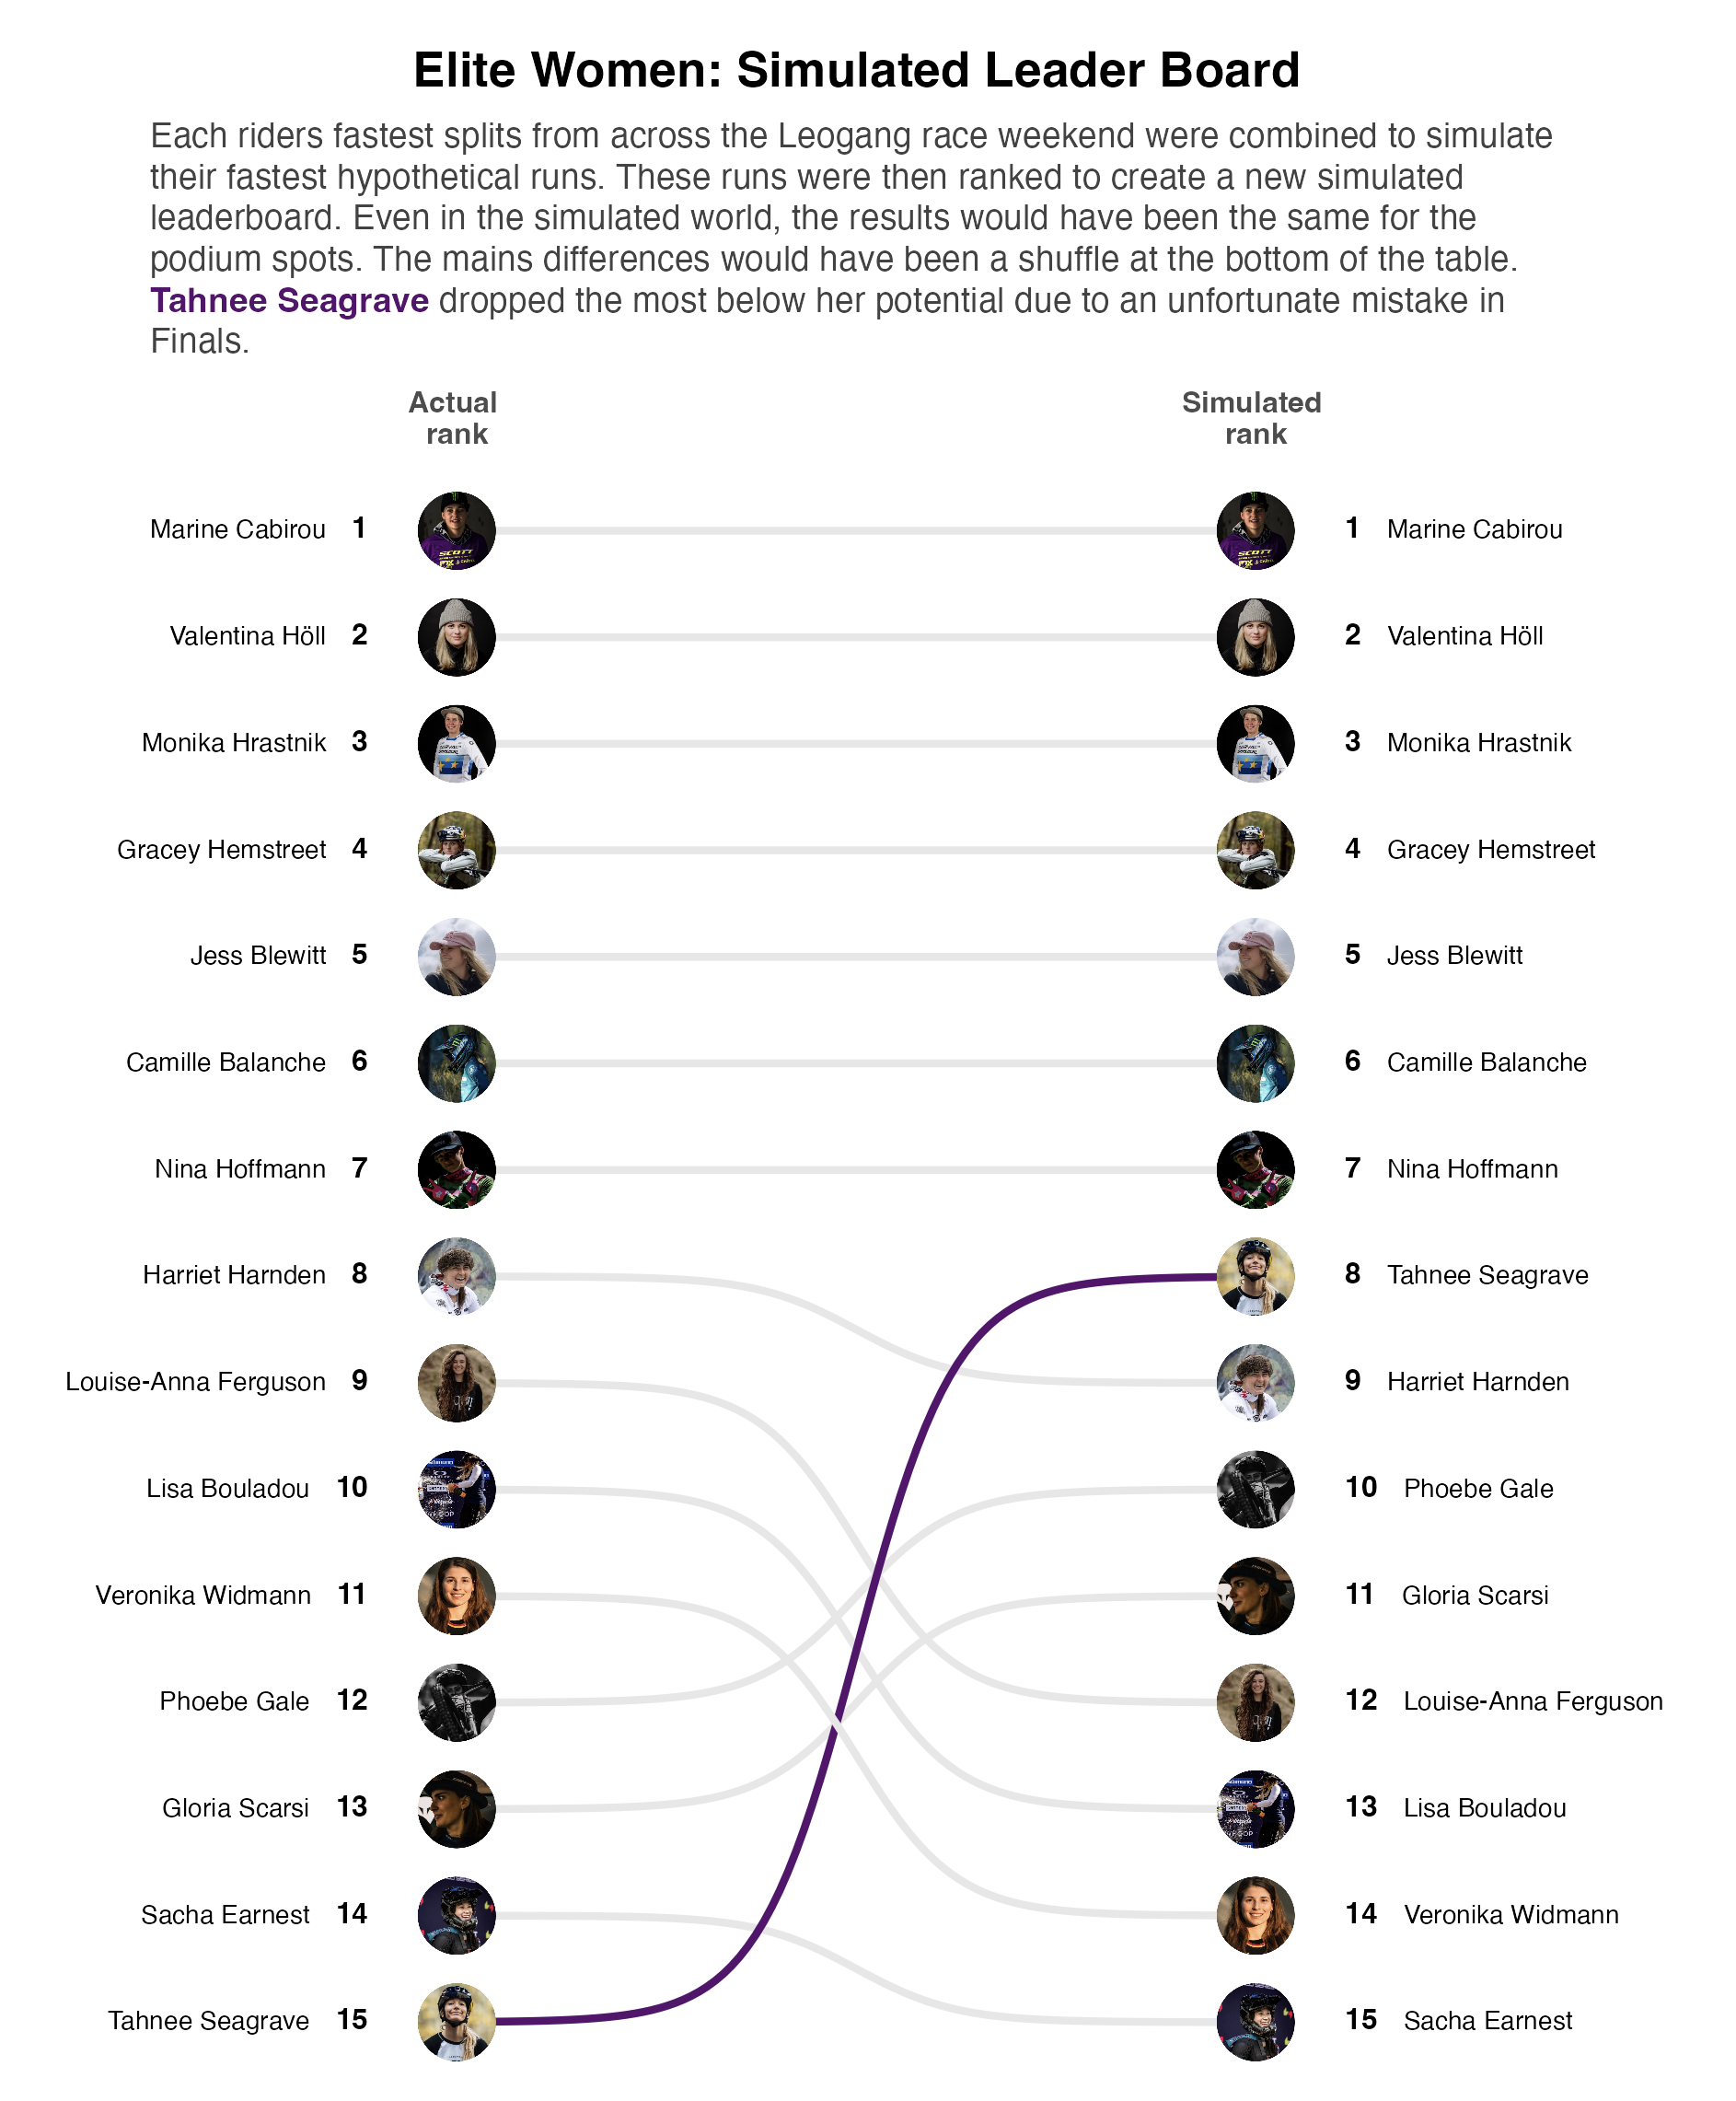 Elite Women: Simulated Leader Board
Each riders fastest splits from across the Leogang race weekend were combined to simulate
their fastest hypothetical runs. These runs were then ranked to create a new simulated
leaderboard. Even in the simulated world, the results would have been the same for the
podium spots. The mains differences would have been a shuffle at the bottom of the table.
Tahnee Seagrave dropped the most below her potential due to an unfortunate mistake in
Finals.
Actual rank
Simulated rank
Marine Cabirou 1 1 Marine Cabirou
Valentina Höll 2 2 Valentina Höll
Monika Hrastnik 3 3 Monika Hrastnik
Gracey Hemstreet 4 4 Gracey Hemstreet
Jess Blewitt 5 5 Jess Blewitt
Camille Balanche 6 6 Camille Balanche
Nina Hoffmann 7 7 Nina Hoffmann
Harriet Harnden 8 8 Tahnee Seagrave
Louise-Anna Ferguson 9 9 Harriet Harnden
Lisa Bouladou 10 10 Phoebe Gale
Veronika Widmann 11 11 Gloria Scarsi
Phoebe Gale 12 12 Louise-Anna Ferguson
Gloria Scarsi 13 13 Lisa Bouladou
Sacha Earnest 14 14 Veronika Widmann
Tahnee Seagrave 15 15 Sacha Earnest